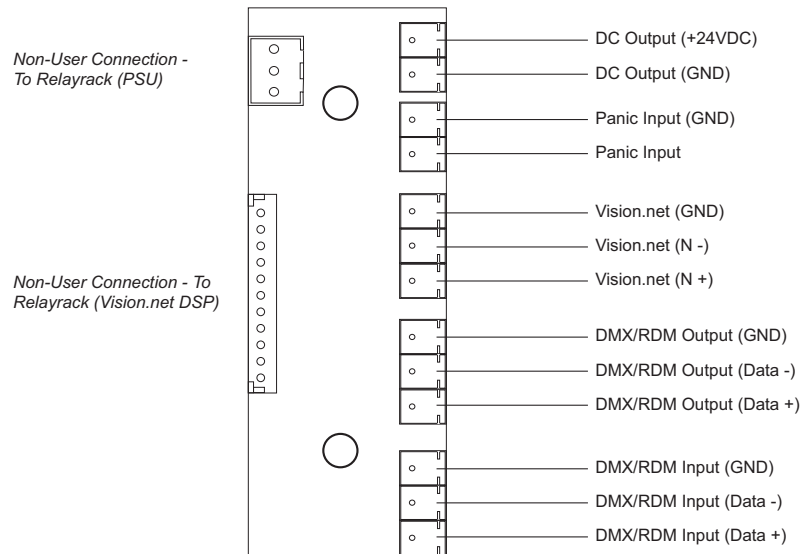 Non-User Connection -
To Relayrack (PSU)
Non-User Connection - To
Relayrack (Vision.net DSP)
DC Output (+24VDC)
DC Output (GND)
Panic Input (GND)
Panic Input
Vision.net (GND)
Vision.net (N -)
Vision.net (N +)
DMX/RDM Output (GND)
DMX/RDM Output (Data -)
DMX/RDM Output (Data +)
DMX/RDM Input (GND)
DMX/RDM Input (Data -)
DMX/RDM Input (Data +)